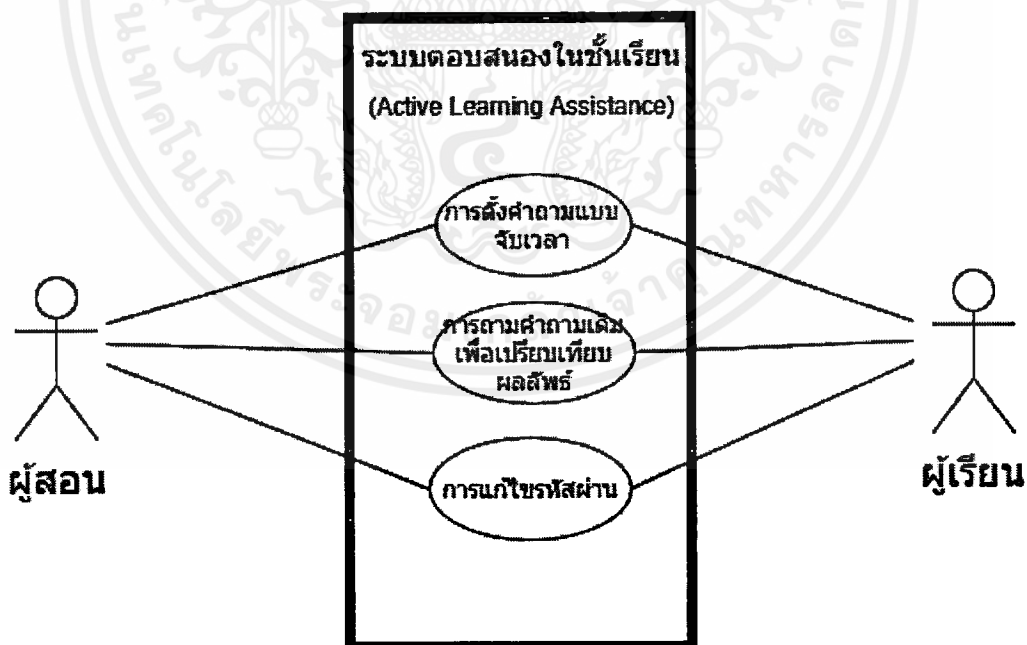 ระบบตอบสนองในชั้นเรียน
(Active Learning Assistance)
การตั้งคำถามแบบ
จับเวลา
การถามคำถามเดิม
เพื่อเปรียบเทียบ
ผลลัพธ์
การแก้ไขรหัสผ่าน
ผู้สอน
ผู้เรียน